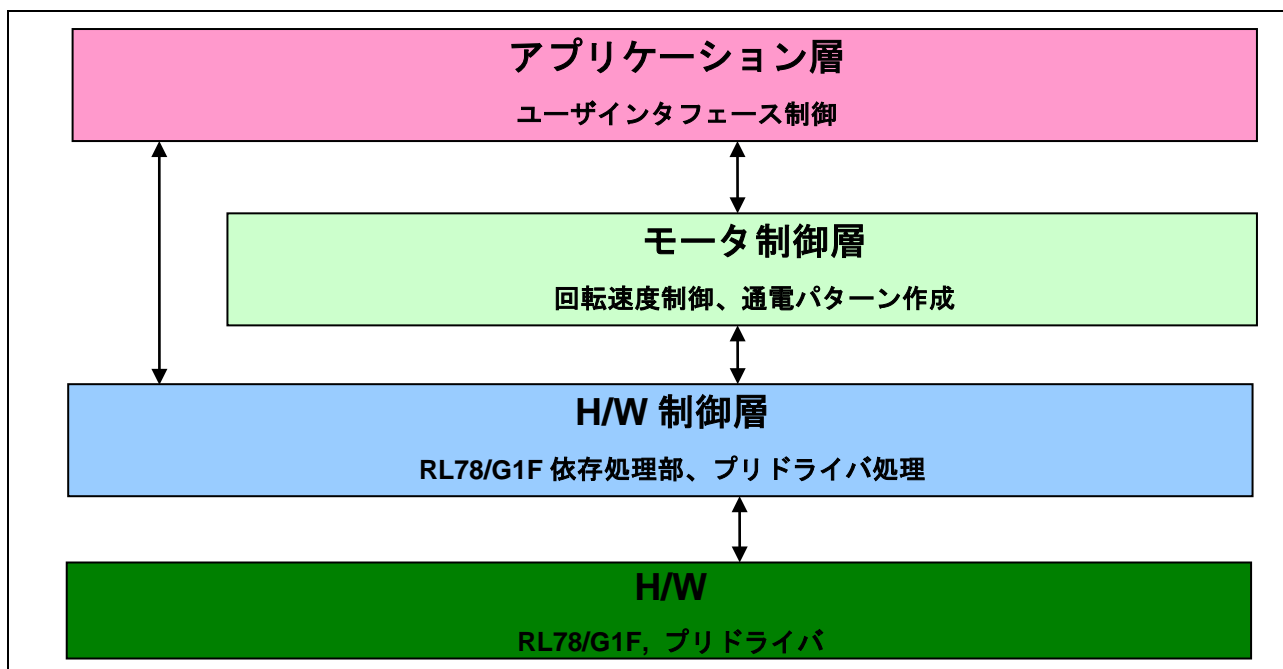 アプリケーション層
ユーザインタフェース制御
モータ制御層
回転速度制御、通電パターン作成
H/W 制御層
RL78/G1F 依存処理部、プリドライバ処理
H/W
RL78/G1F, プリドライバ